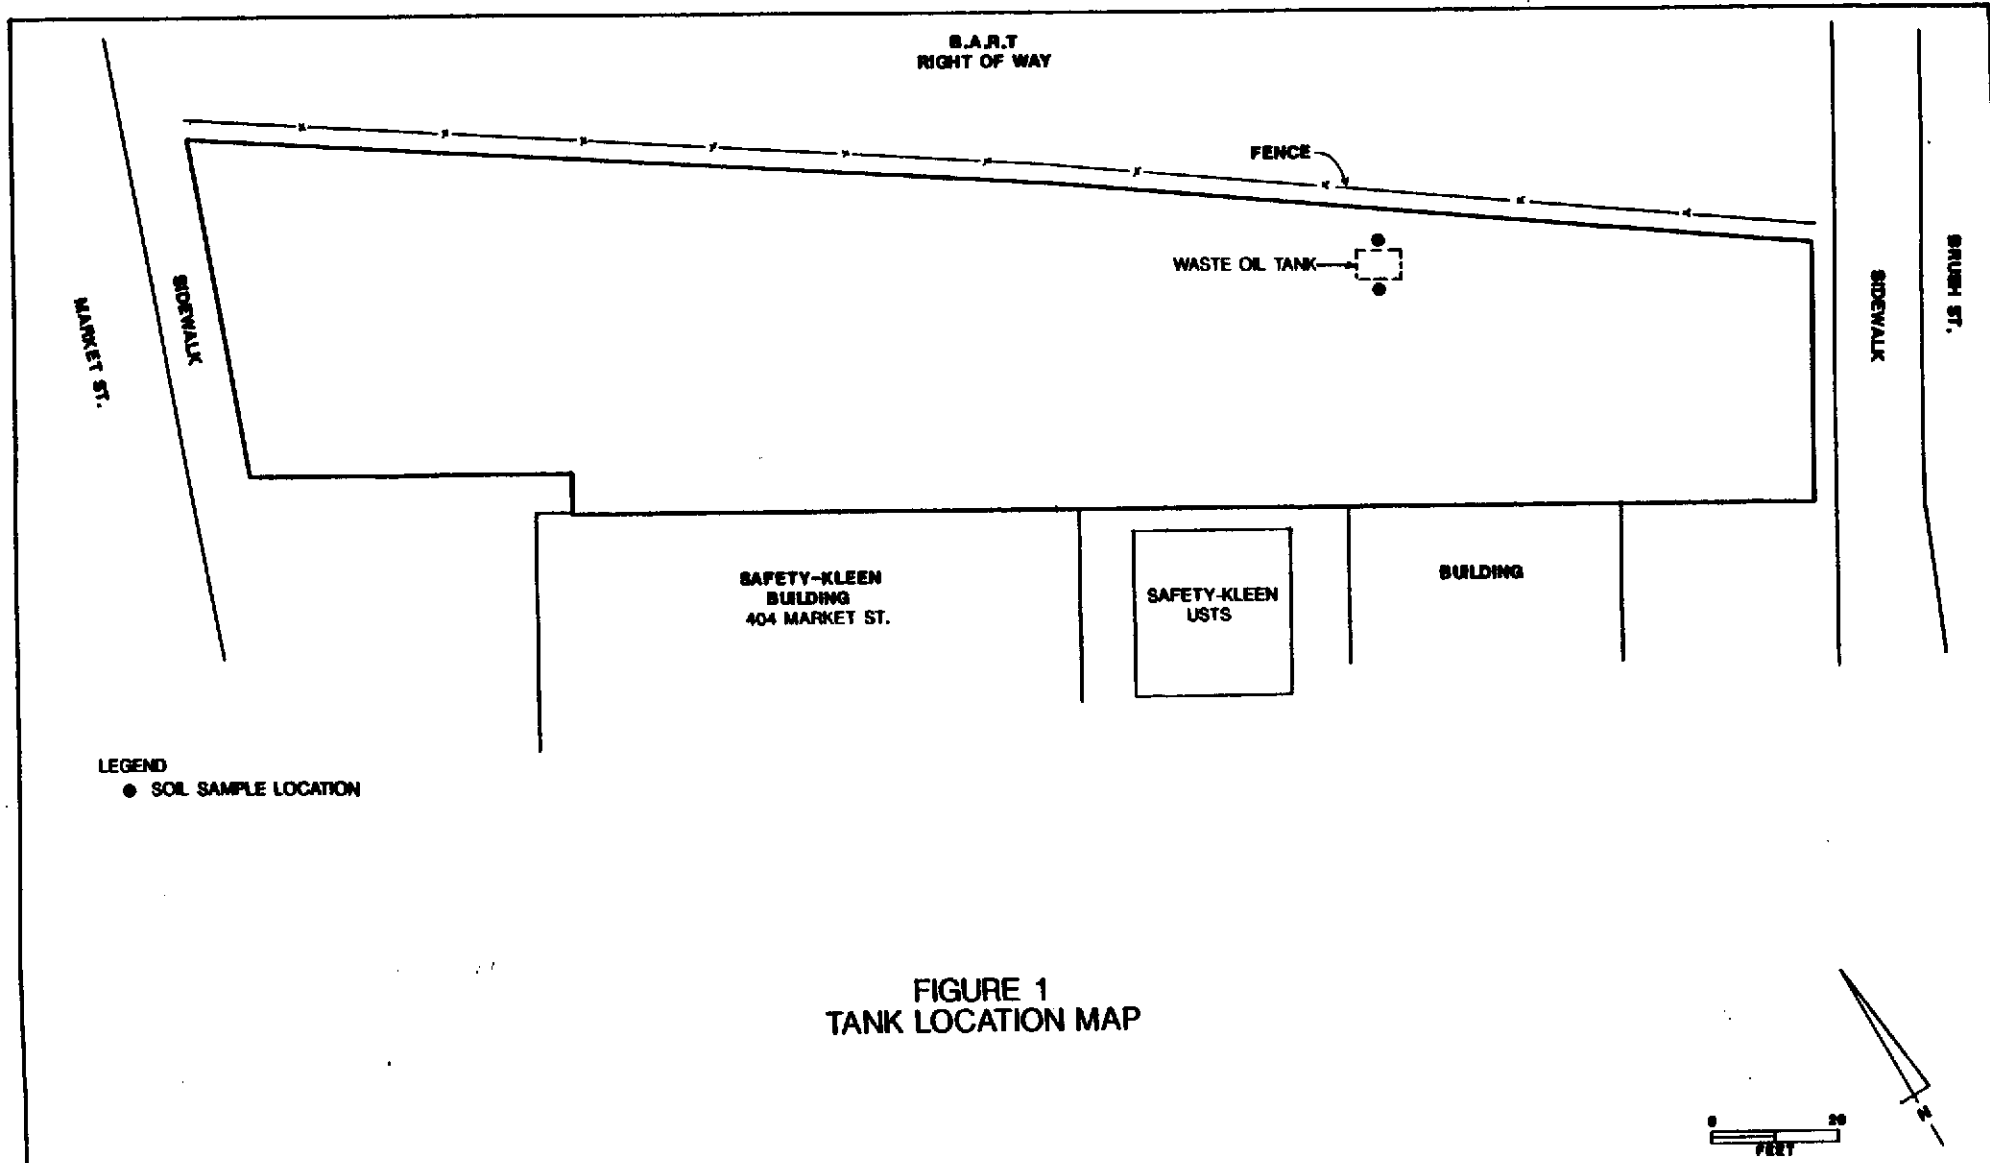 B.A.R.T
RIGHT OF WAY
FENCE
WASTE OIL TANK
MARKET ST.
SIDEWALK
SIDEWALK
BRUSH ST.
SAFETY-KLEEN
BUILDING
404 MARKET ST.
SAFETY-KLEEN
USTS
BUILDING
LEGEND
SOIL SAMPLE LOCATION
FIGURE 1
TANK LOCATION MAP
N
0 20
FEET